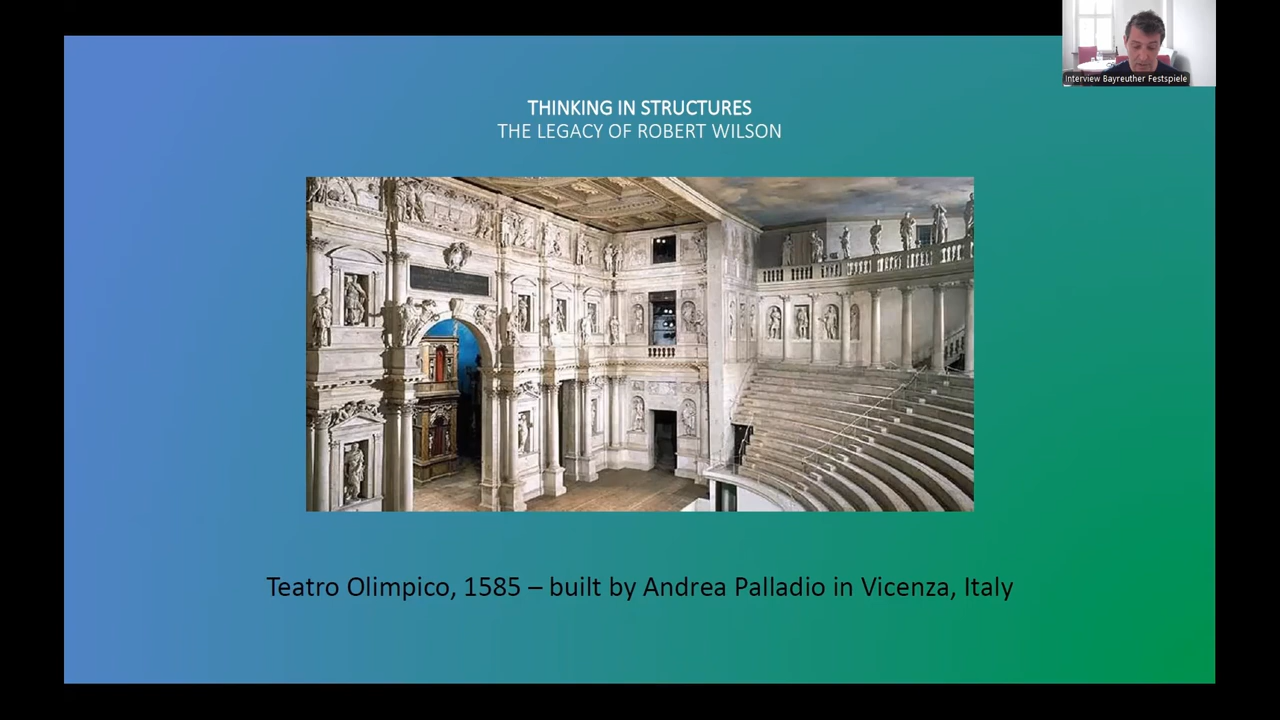 Interview Bayreuther Festspiele
THINKING IN STRUCTURES
THE LEGACY OF ROBERT WILSON
Teatro Olimpico, 1585 – built by Andrea Palladio in Vicenza, Italy